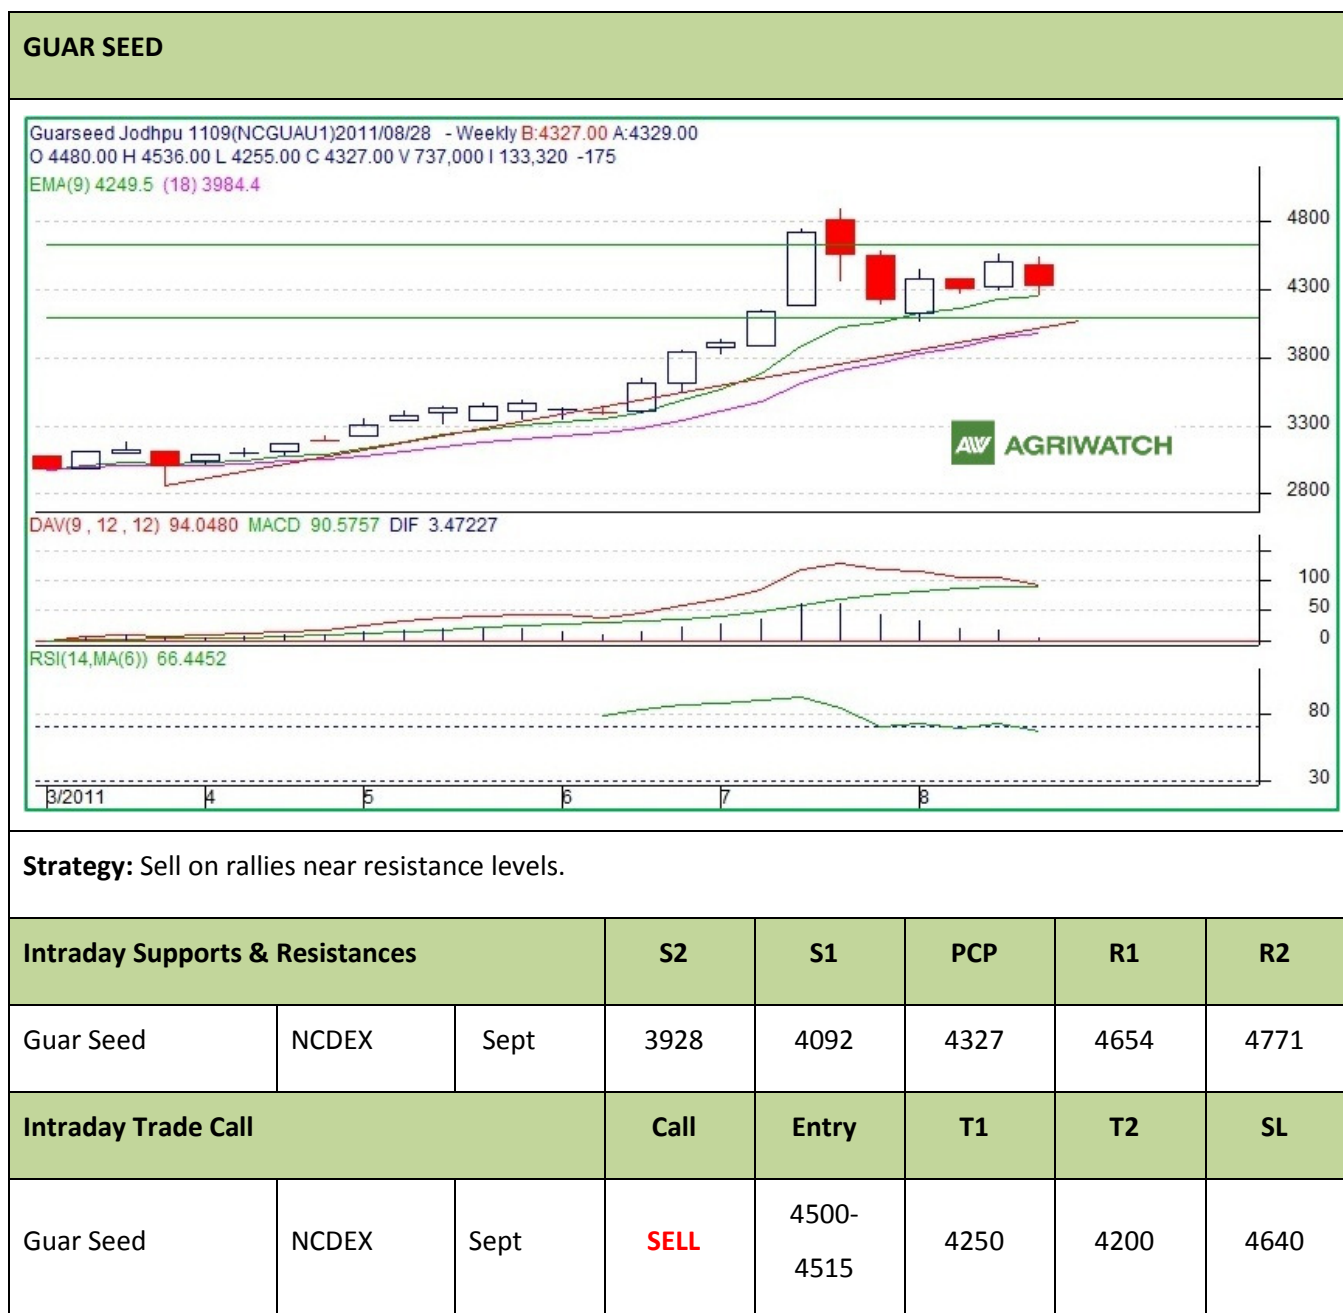 GUAR SEED
Guarseed Jodhpu 1109(NCGUAU1)2011/08/28 - Weekly B:4327.00 A:4329.00
O 4480.00 H 4536.00 L 4255.00 C 4327.00 V 737,000 I 133,320 -175
EMA(9) 4249.5 (18) 3984.4
4800
4300
3800
3300
AW AGRIWATCH
2800
DAV(9 , 12 , 12) 94.0480 MACD 90.5757 DIF 3.47227
100
50
0
RSI(14,MA(6)) 66.4452
80
30
3/2011 4 5 6 7 8
Strategy: Sell on rallies near resistance levels.
Intraday Supports & Resistances S2 S1 PCP R1 R2
Guar Seed NCDEX Sept 3928 4092 4327 4654 4771
Intraday Trade Call Call Entry T1 T2 SL
Guar Seed NCDEX Sept SELL 4500-
4515 4250 4200 4640